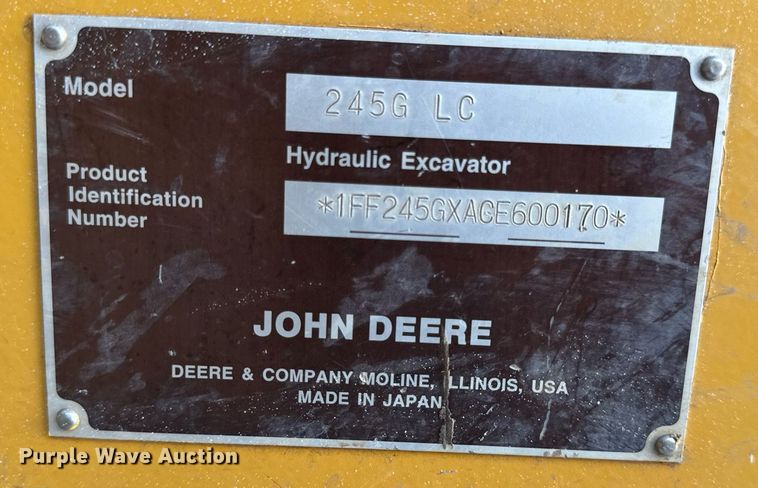 Model
245G LC
Hydraulic Excavator
Product
Identification
Number
*1FF245GXACE600170*
JOHN DEERE
DEERE & COMPANY MOLINE, ILLINOIS, USA
MADE IN JAPAN
Purple Wave Auction